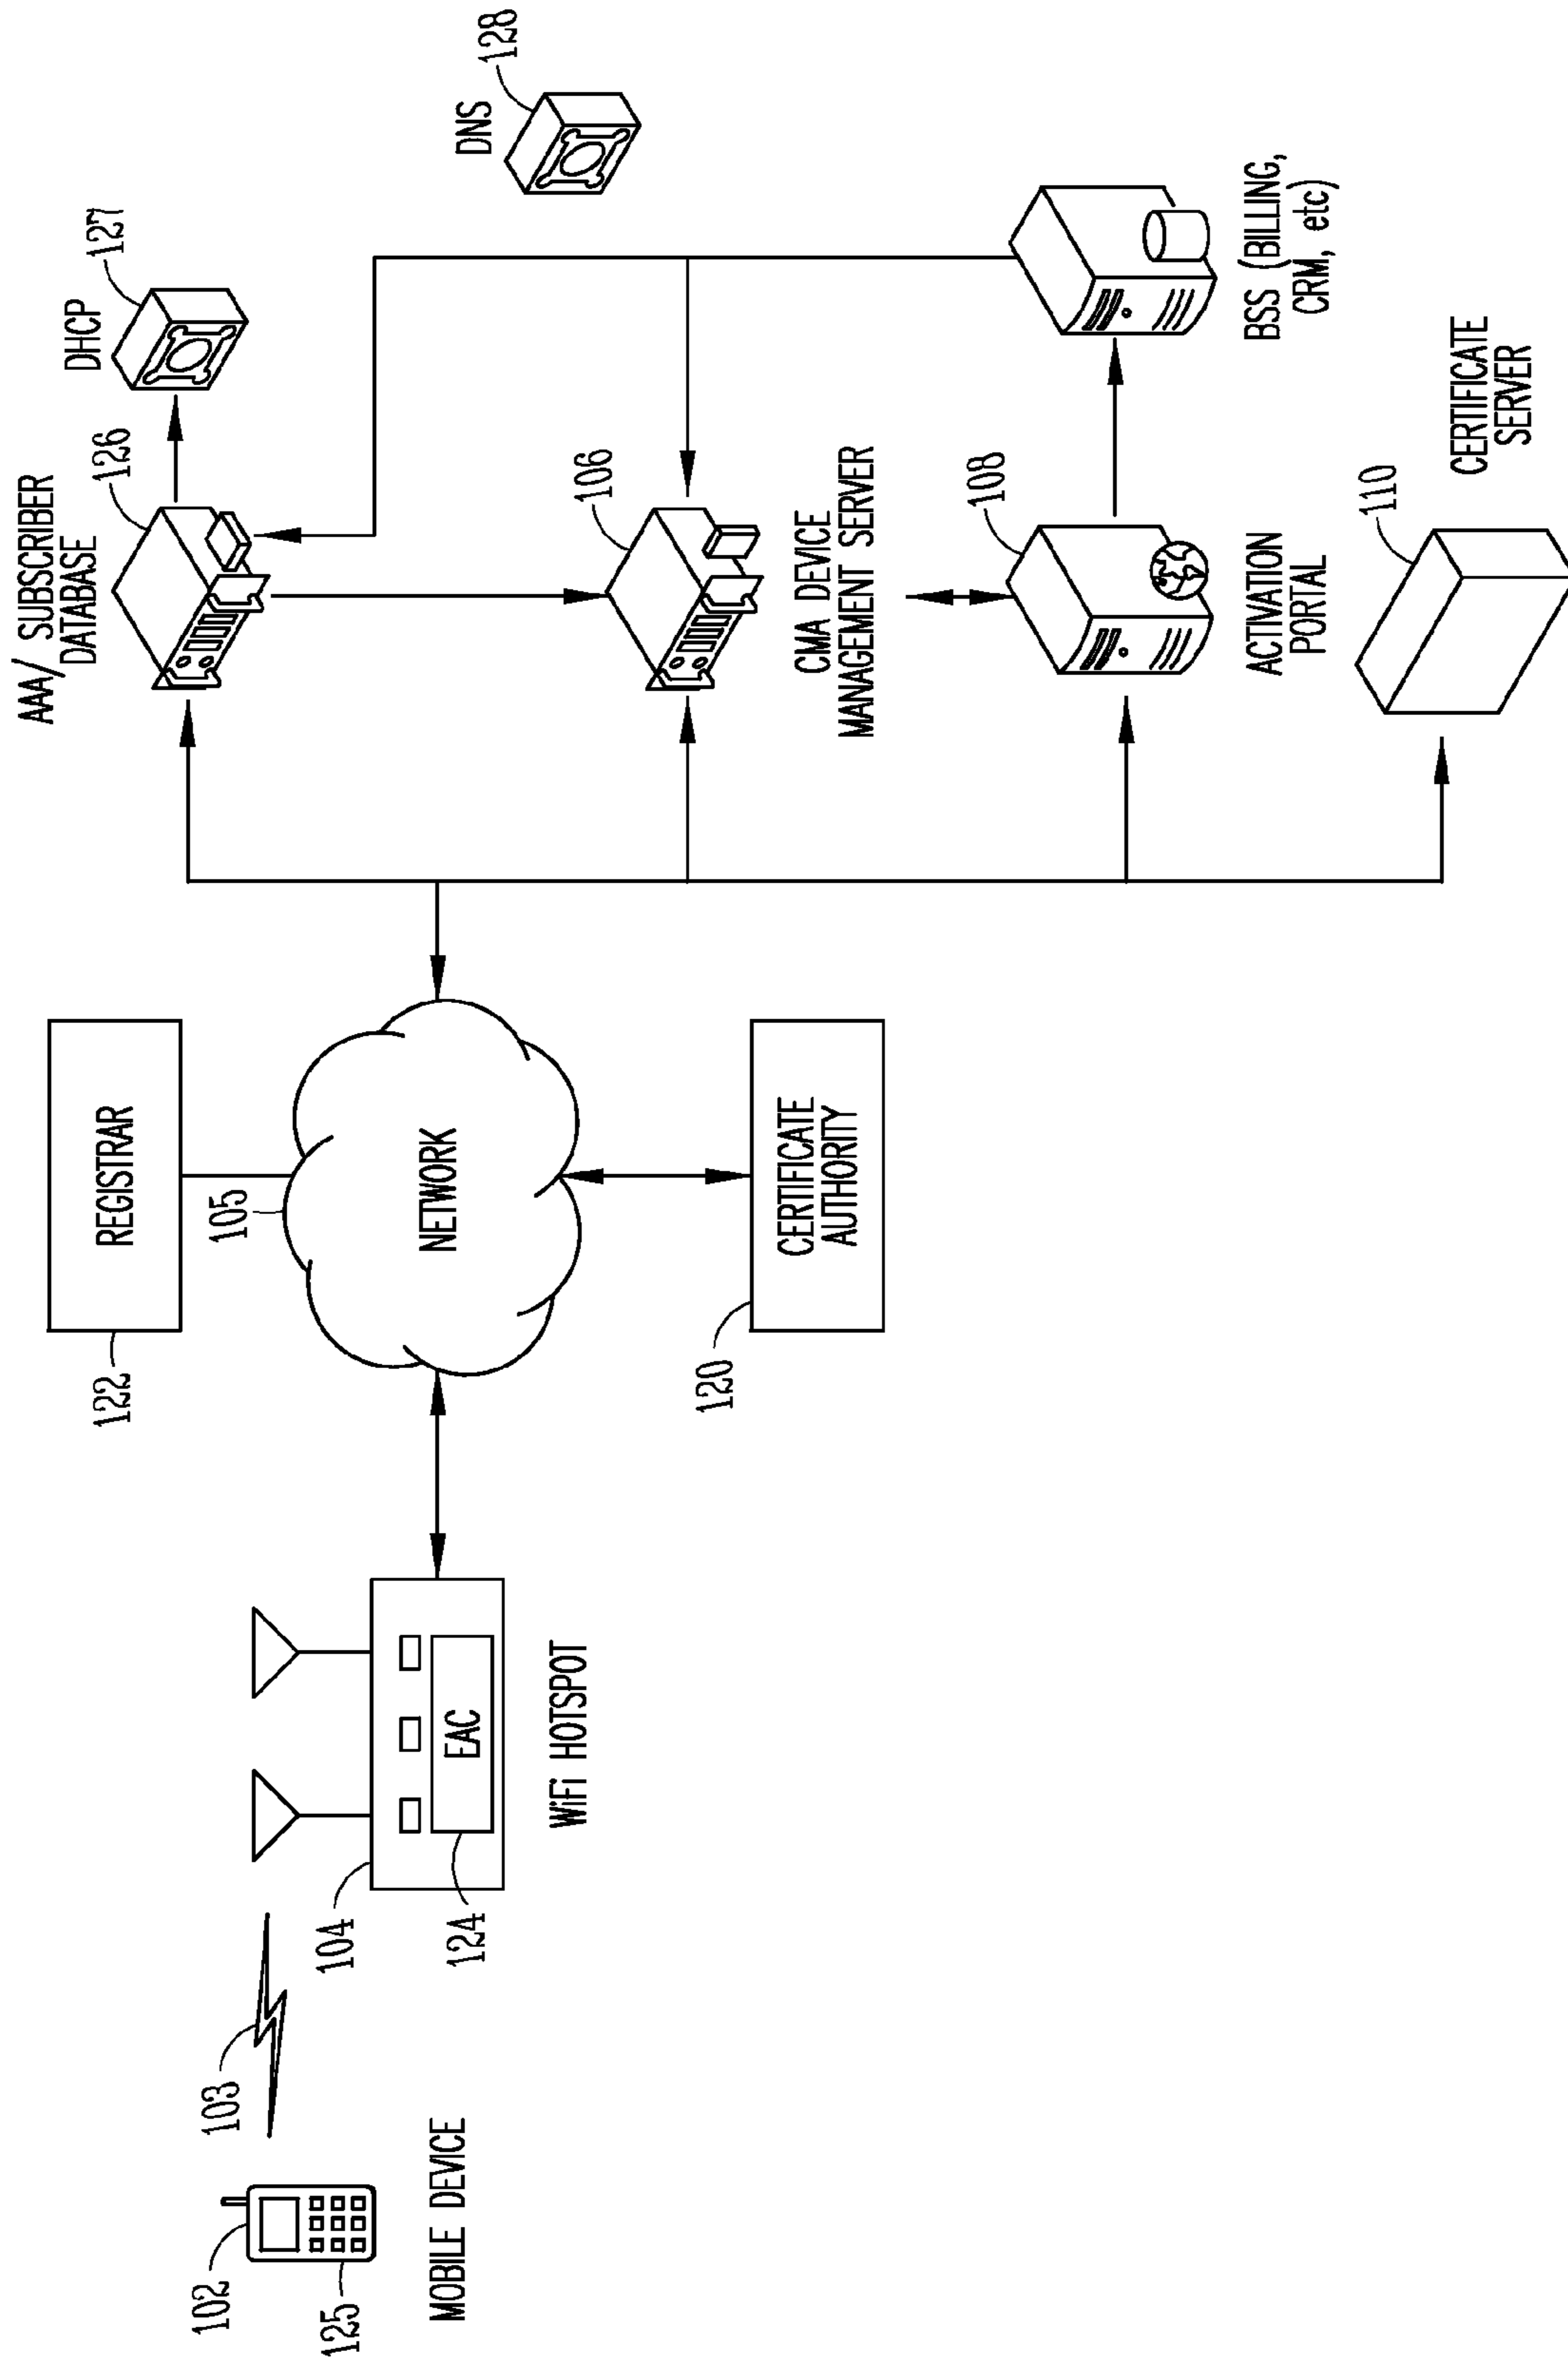 102
125
MOBILE DEVICE
103
104
124
EAC
WiFi HOTSPOT
122
REGISTRAR
105
NETWORK
120
CERTIFICATE
AUTHORITY
AAA/ SUBSCRIBER
DATABASE
126
DHCP
127
DNS
128
106
CMA DEVICE
MANAGEMENT SERVER
108
ACTIVATION
PORTAL
BSS (BILLING,
CRM, etc)
110
CERTIFICATE
SERVER